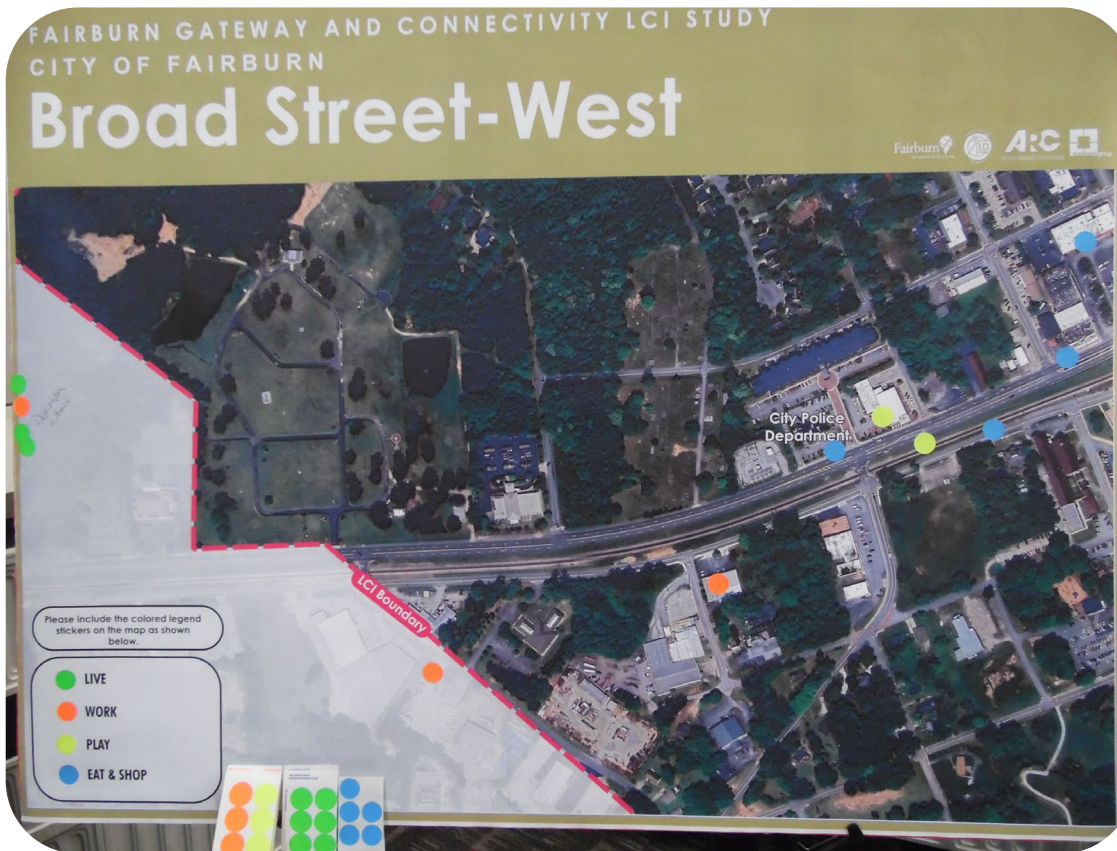 FAIRBURN GATEWAY AND CONNECTIVITY LCI STUDY
CITY OF FAIRBURN
Broad Street-West
Fairburn
ARC
City Police
Department
LCI Boundary
Please include the colored legend
stickers on the map as shown
below.
LIVE
WORK
PLAY
EAT & SHOP